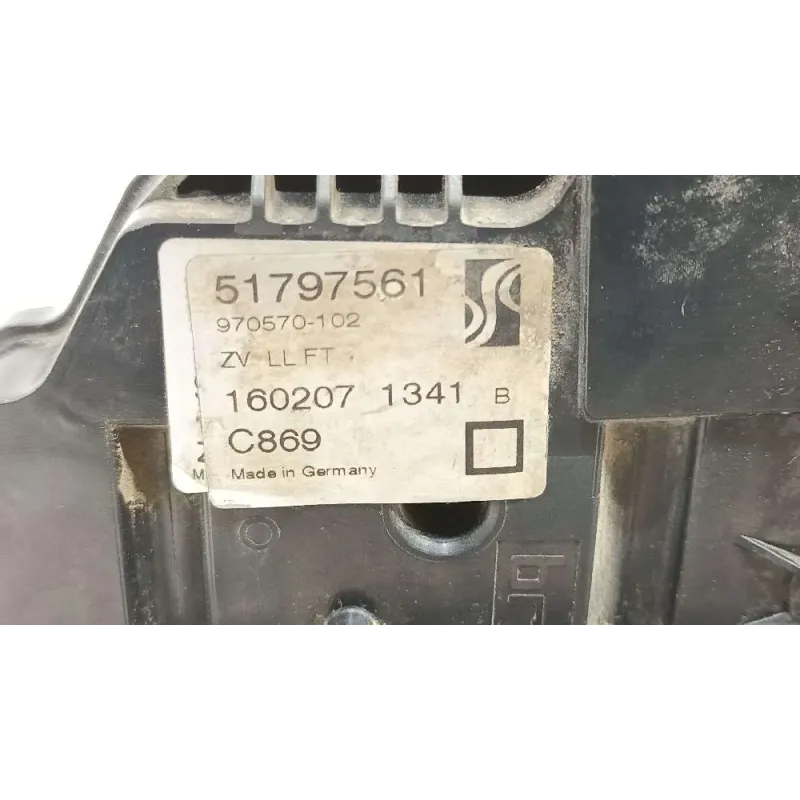 51797561
970570-102
ZV LL FT
160207 1341 B
C869
Made in Germany